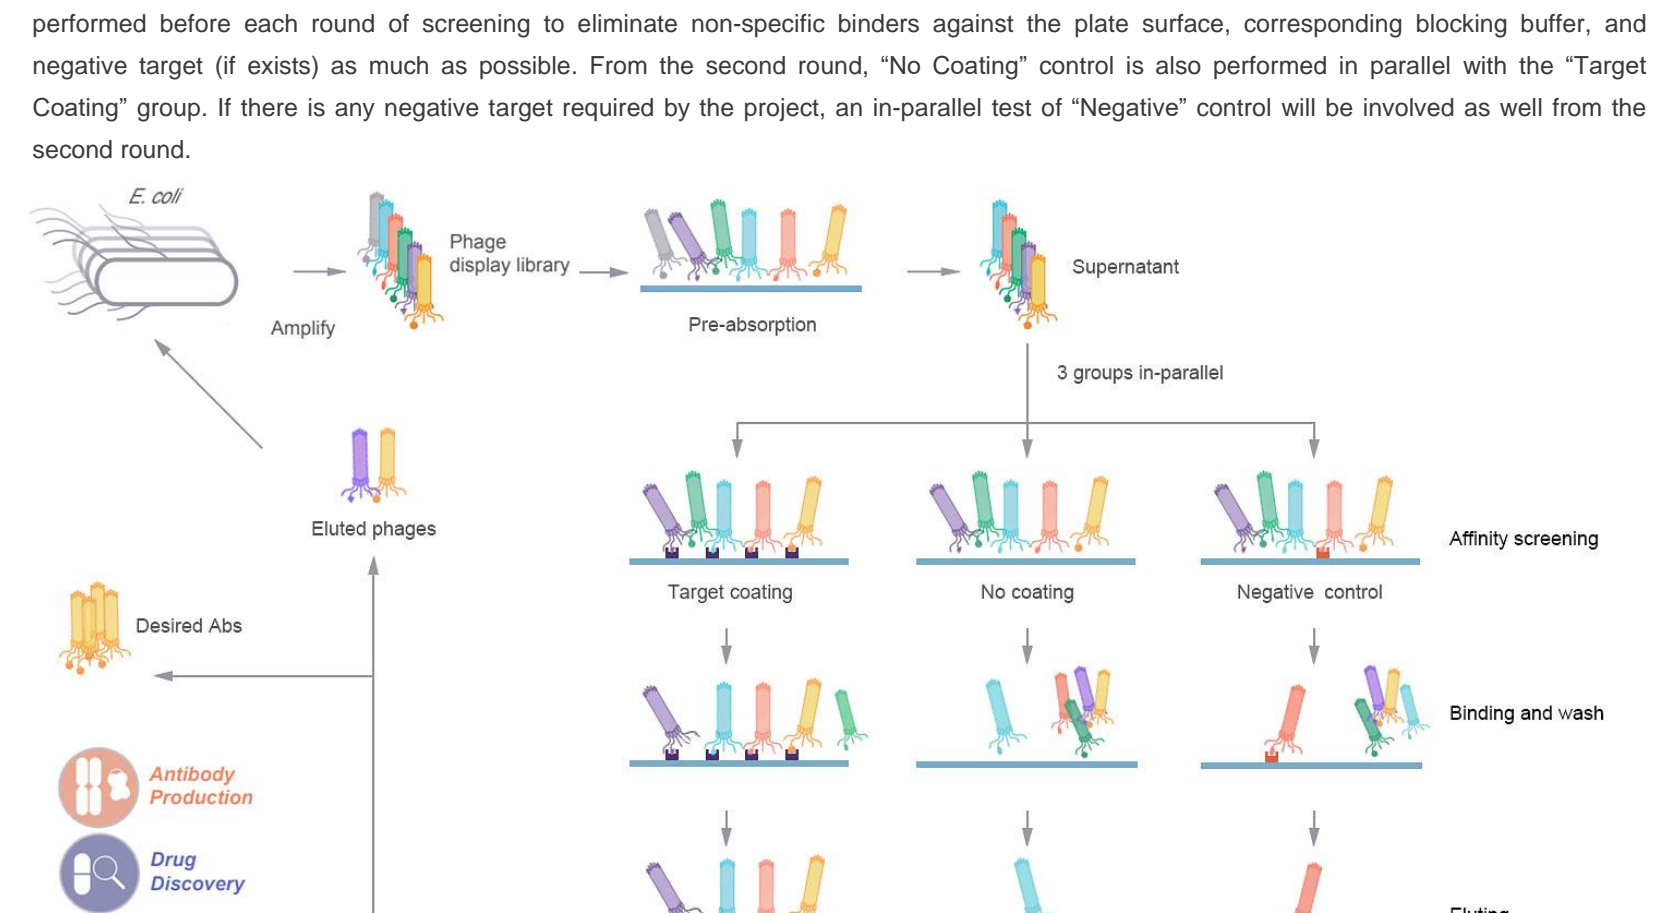 performed before each round of screening to eliminate non-specific binders against the plate surface, corresponding blocking buffer, and
negative target (if exists) as much as possible. From the second round, “No Coating” control is also performed in parallel with the “Target
Coating” group. If there is any negative target required by the project, an in-parallel test of “Negative” control will be involved as well from the
second round.
E. coli
Amplify
Phage
display library
Pre-absorption
Supernatant
3 groups in-parallel
Eluted phages
Affinity screening
Target coating
No coating
Negative control
Desired Abs
Binding and wash
Antibody
Production
Drug
Discovery
Eluting